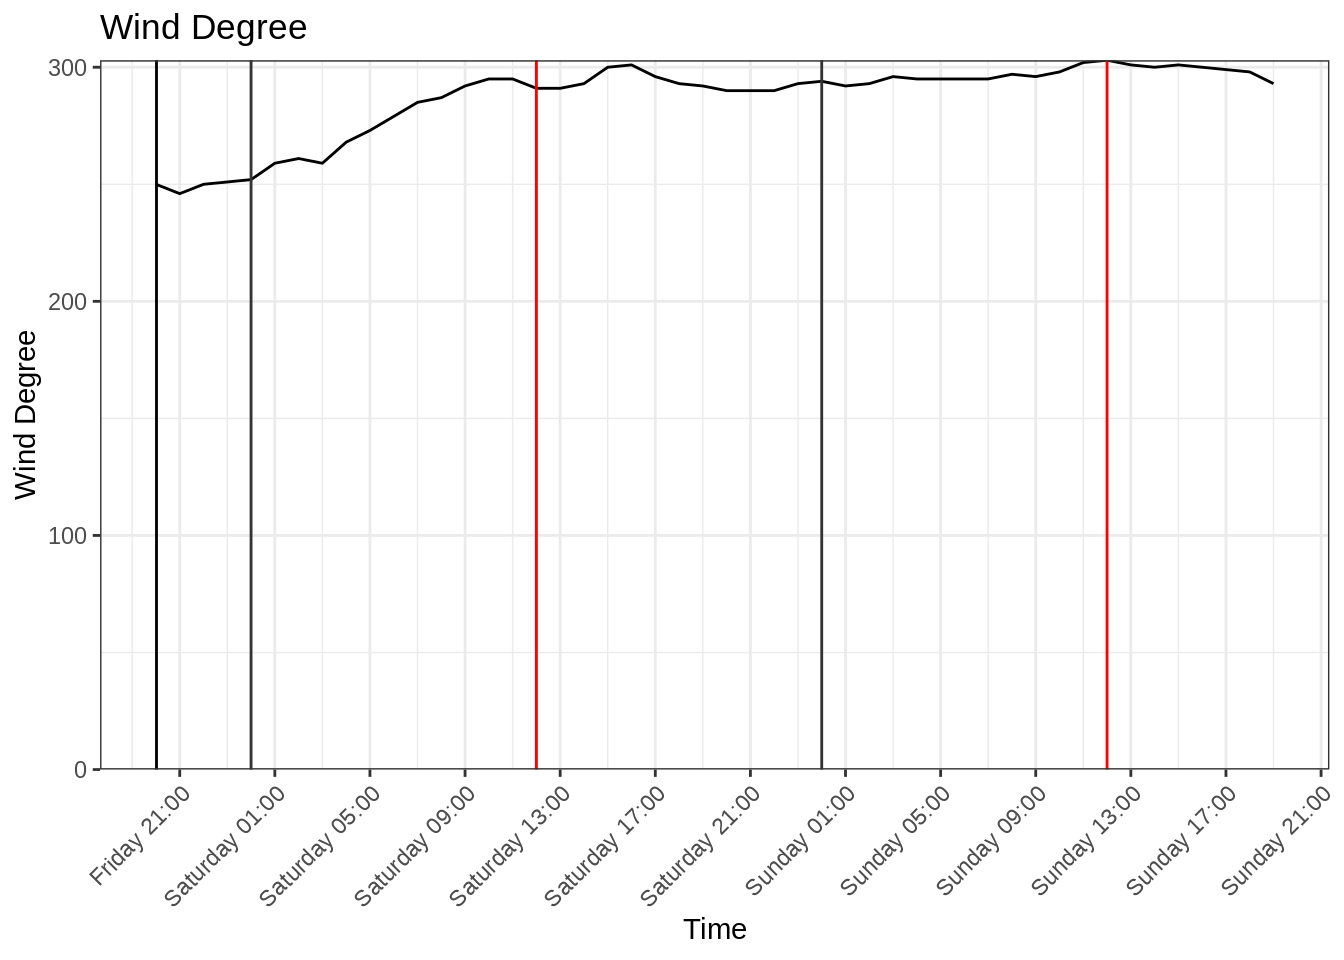 Wind Degree
300
200
100
0
Wind Degree
Friday 21:00
Saturday 01:00
Saturday 05:00
Saturday 09:00
Saturday 13:00
Saturday 17:00
Saturday 21:00
Sunday 01:00
Sunday 05:00
Sunday 09:00
Sunday 13:00
Sunday 17:00
Sunday 21:00
Time